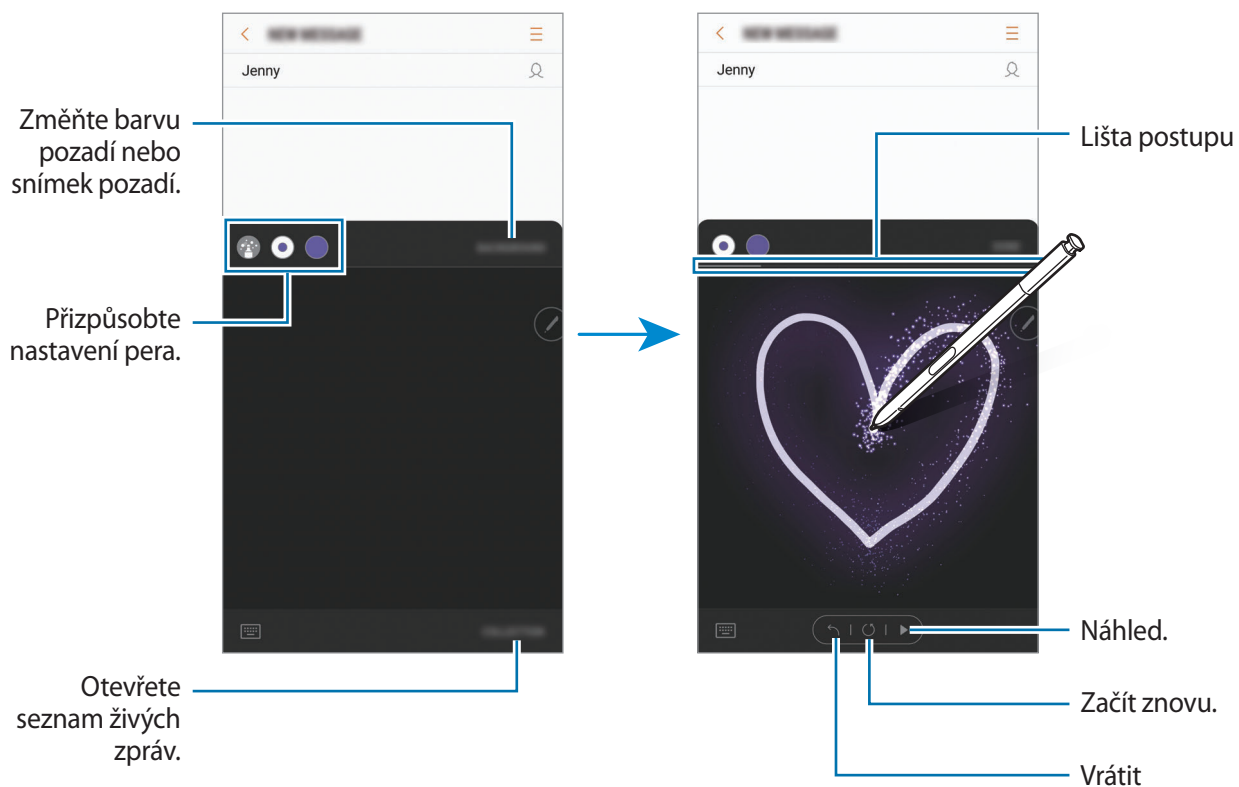 Jenny
Změňte barvu
pozadí nebo
snímek pozadí.
Přizpůsobte
nastavení pera.
Otevřete
seznam živých
zpráv.
Jenny
Lišta postupu
Náhled.
Začít znovu.
Vrátit